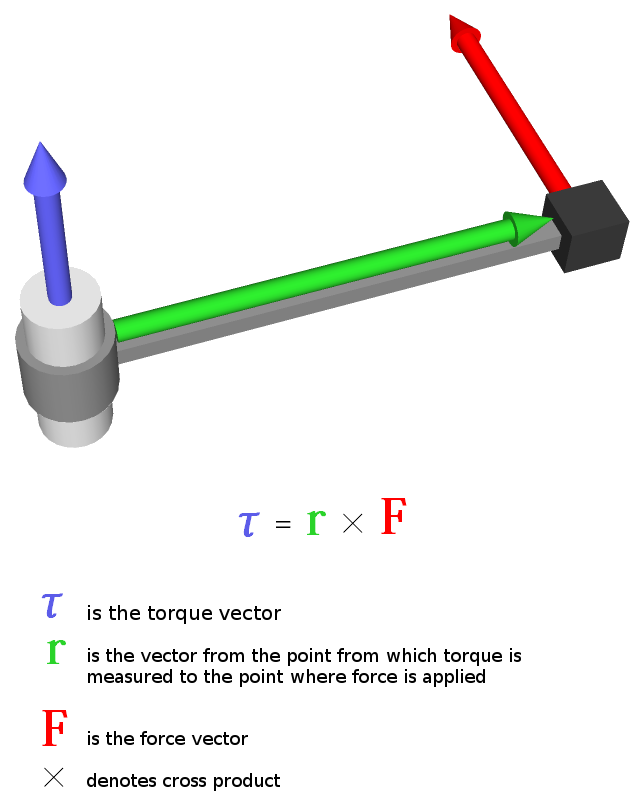 τ = r × F
τ is the torque vector
r is the vector from the point from which torque is
measured to the point where force is applied
F is the force vector
× denotes cross product